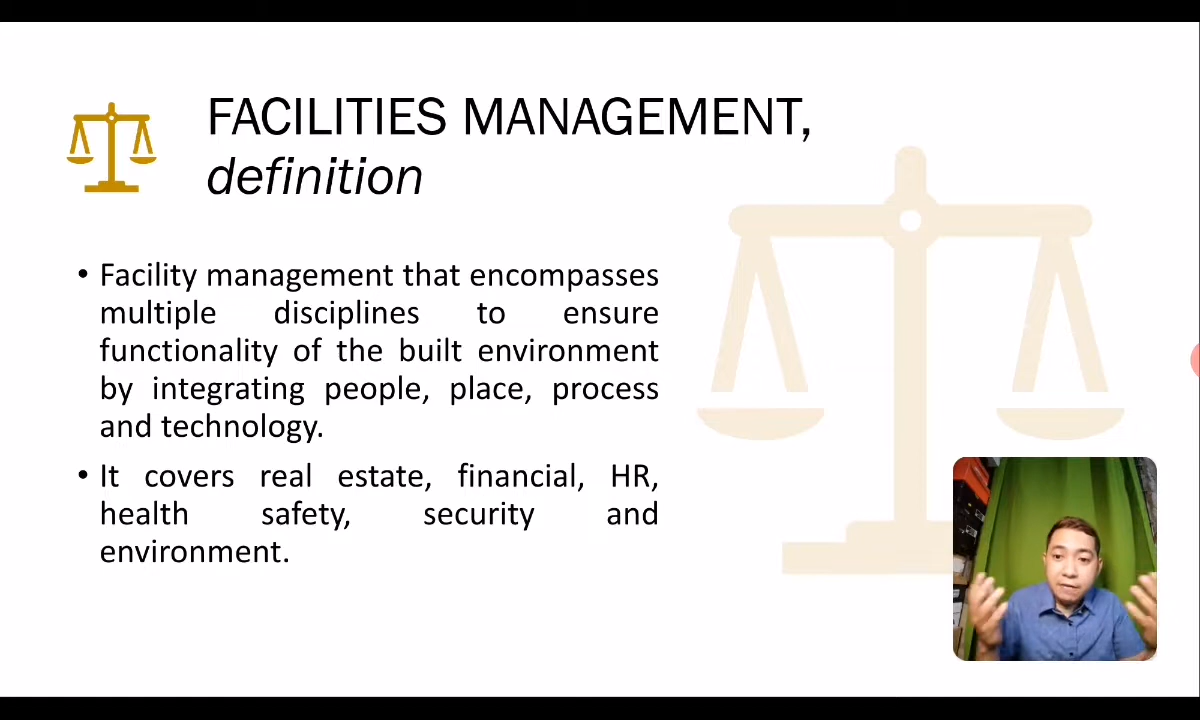 FACILITIES MANAGEMENT,
definition
• Facility management that encompasses
multiple disciplines to ensure
functionality of the built environment
by integrating people, place, process
and technology.
• It covers real estate, financial, HR,
health safety, security and
environment.